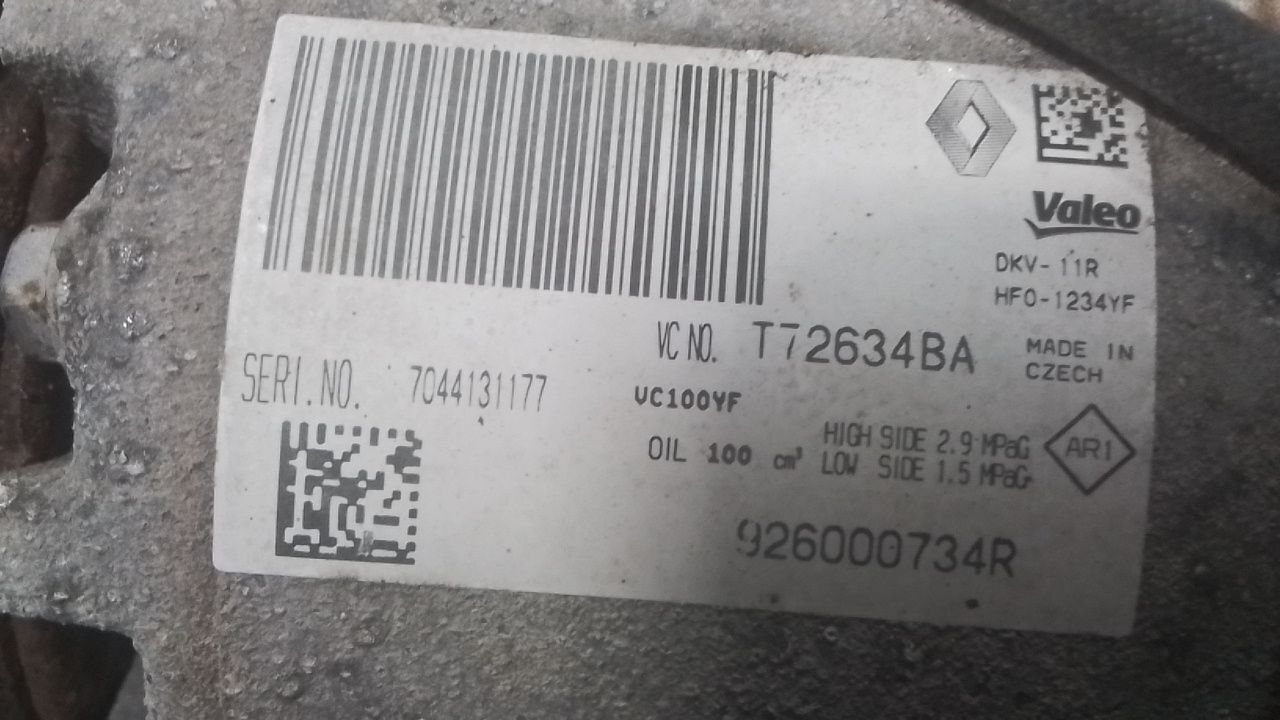 Valeo
DKV-11R
HFO-1234YF
VC NO. T72634BA
MADE IN
CZECH
SERI.NO. 7044131177
VC100YF
OIL 100 cm³
HIGH SIDE 2.9 MPaG
LOW SIDE 1.5 MPaG
AR1
926000734R